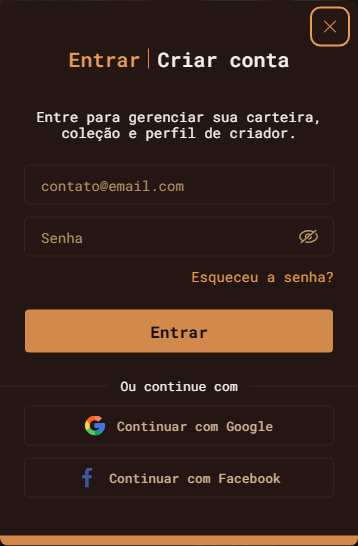 Entrar | Criar conta
Entre para gerenciar sua carteira,
coleção e perfil de criador.
contato@email.com
Senha
Esqueceu a senha?
Entrar
Ou continue com
Continuar com Google
Continuar com Facebook